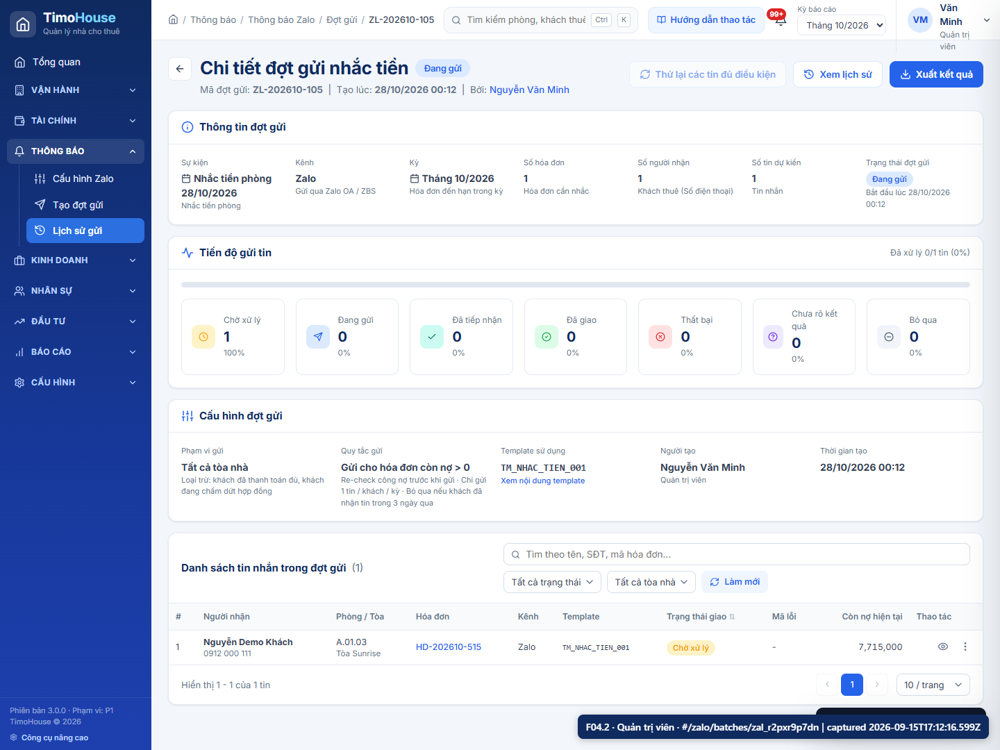 TimoHouse
Quản lý nhà cho thuê
Tổng quan
VẬN HÀNH
TÀI CHÍNH
THÔNG BÁO
Cấu hình Zalo
Tạo đợt gửi
Lịch sử gửi
KINH DOANH
NHÂN SỰ
ĐẦU TƯ
BÁO CÁO
CẤU HÌNH
Phiên bản 3.0.0 · Phạm vi: P1
TimoHouse © 2026
Công cụ nâng cao
/ Thông báo / Thông báo Zalo / Đợt gửi / ZL-202610-105
Tìm kiếm phòng, khách thuê Ctrl K
Hướng dẫn thao tác
99+
Kỳ báo cáo
Tháng 10/2026
VM
Văn
Minh
Quản trị
viên
Chi tiết đợt gửi nhắc tiền Đang gửi
Mã đợt gửi: ZL-202610-105 | Tạo lúc: 28/10/2026 00:12 | Bởi: Nguyễn Văn Minh
Thử lại các tin đủ điều kiện
Xem lịch sử
Xuất kết quả
Thông tin đợt gửi
Sự kiện
Nhắc tiền phòng
28/10/2026
Nhắc tiền phòng
Kênh
Zalo
Gửi qua Zalo OA / ZBS
Kỳ
Tháng 10/2026
Hóa đơn đến hạn trong kỳ
Số hóa đơn
1
Hóa đơn cần nhắc
Số người nhận
1
Khách thuê (Số điện thoại)
Số tin dự kiến
1
Tin nhắn
Trạng thái đợt gửi
Đang gửi
Bắt đầu lúc 28/10/2026
00:12
Tiến độ gửi tin
Đã xử lý 0/1 tin (0%)
Chờ xử lý
1
100%
Đang gửi
0
0%
Đã tiếp nhận
0
0%
Đã giao
0
0%
Thất bại
0
0%
Chưa rõ kết
quả
0
0%
Bỏ qua
0
0%
Cấu hình đợt gửi
Phạm vi gửi
Tất cả tòa nhà
Loại trừ: khách đã thanh toán đủ, khách
đang chấm dứt hợp đồng
Quy tắc gửi
Gửi cho hóa đơn còn nợ > 0
Re-check công nợ trước khi gửi · Chỉ gửi
1 tin / khách / kỳ · Bỏ qua nếu khách đã
nhận tin trong 3 ngày qua
Template sử dụng
TM_NHAC_TIEN_001
Xem nội dung template
Người tạo
Nguyễn Văn Minh
Quản trị viên
Thời gian tạo
28/10/2026 00:12
Danh sách tin nhắn trong đợt gửi (1)
Tìm theo tên, SĐT, mã hóa đơn...
Tất cả trạng thái
Tất cả tòa nhà
Làm mới
# Người nhận Phòng / Tòa Hóa đơn Kênh Template Trạng thái giao Mã lỗi Còn nợ hiện tại Thao tác
1 Nguyễn Demo Khách A.01.03 HD-202610-515 Zalo TM_NHAC_TIEN_001 Chờ xử lý - 7,715,000
0912 000 111 Tòa Sunrise
Hiển thị 1 - 1 của 1 tin
1
10 / trang
F04.2 · Quản trị viên · #/zalo/batches/zal_r2pxr9p7dn | captured 2026-09-15T17:12:16.599Z